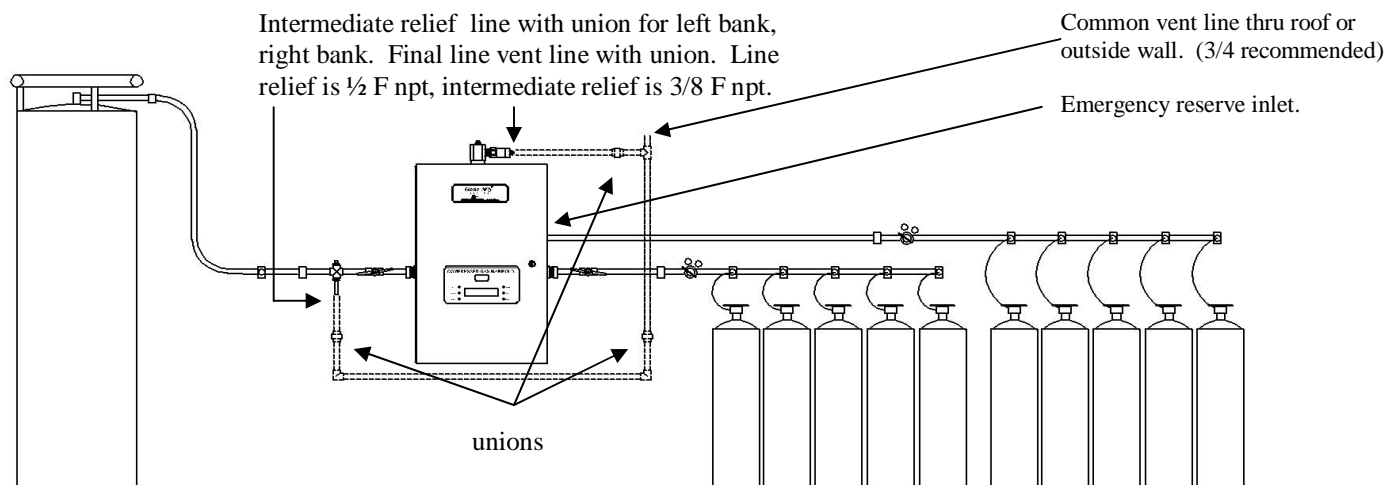 Intermediate relief line with union for left bank,
right bank. Final line vent line with union. Line
relief is ½ F npt, intermediate relief is 3/8 F npt.
Common vent line thru roof or
outside wall. (3/4 recommended)
Emergency reserve inlet.
unions